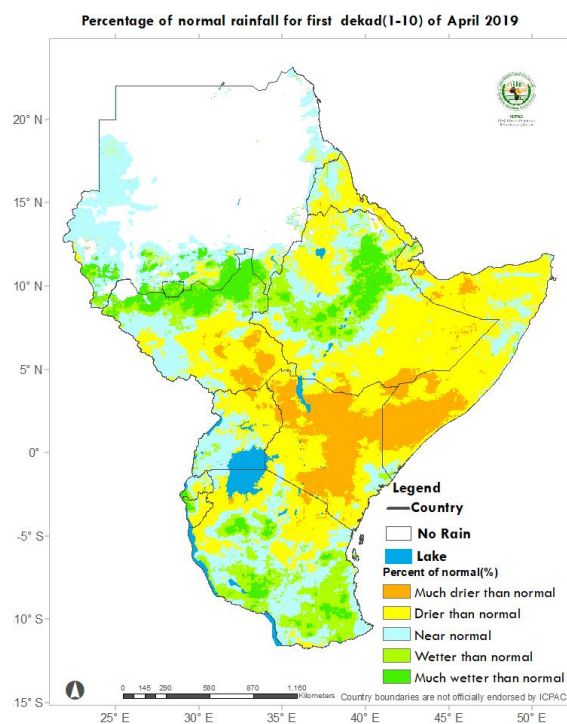 Percentage of normal rainfall for first dekad(1-10) of April 2019
20° N
15° N
10° N
5° N
0°
-5° S
10° S
15° S
ICPAC
Legend
Country
No Rain
Lake
Percent of normal(%)
Much drier than normal
Drier than normal
Near normal
Wetter than normal
Much wetter than normal
0 145 290 580 870 1,160
Kilometers
Country boundaries are not officially endorsed by ICPAC
25° E 30° E 35° E 40° E 45° E 50° E